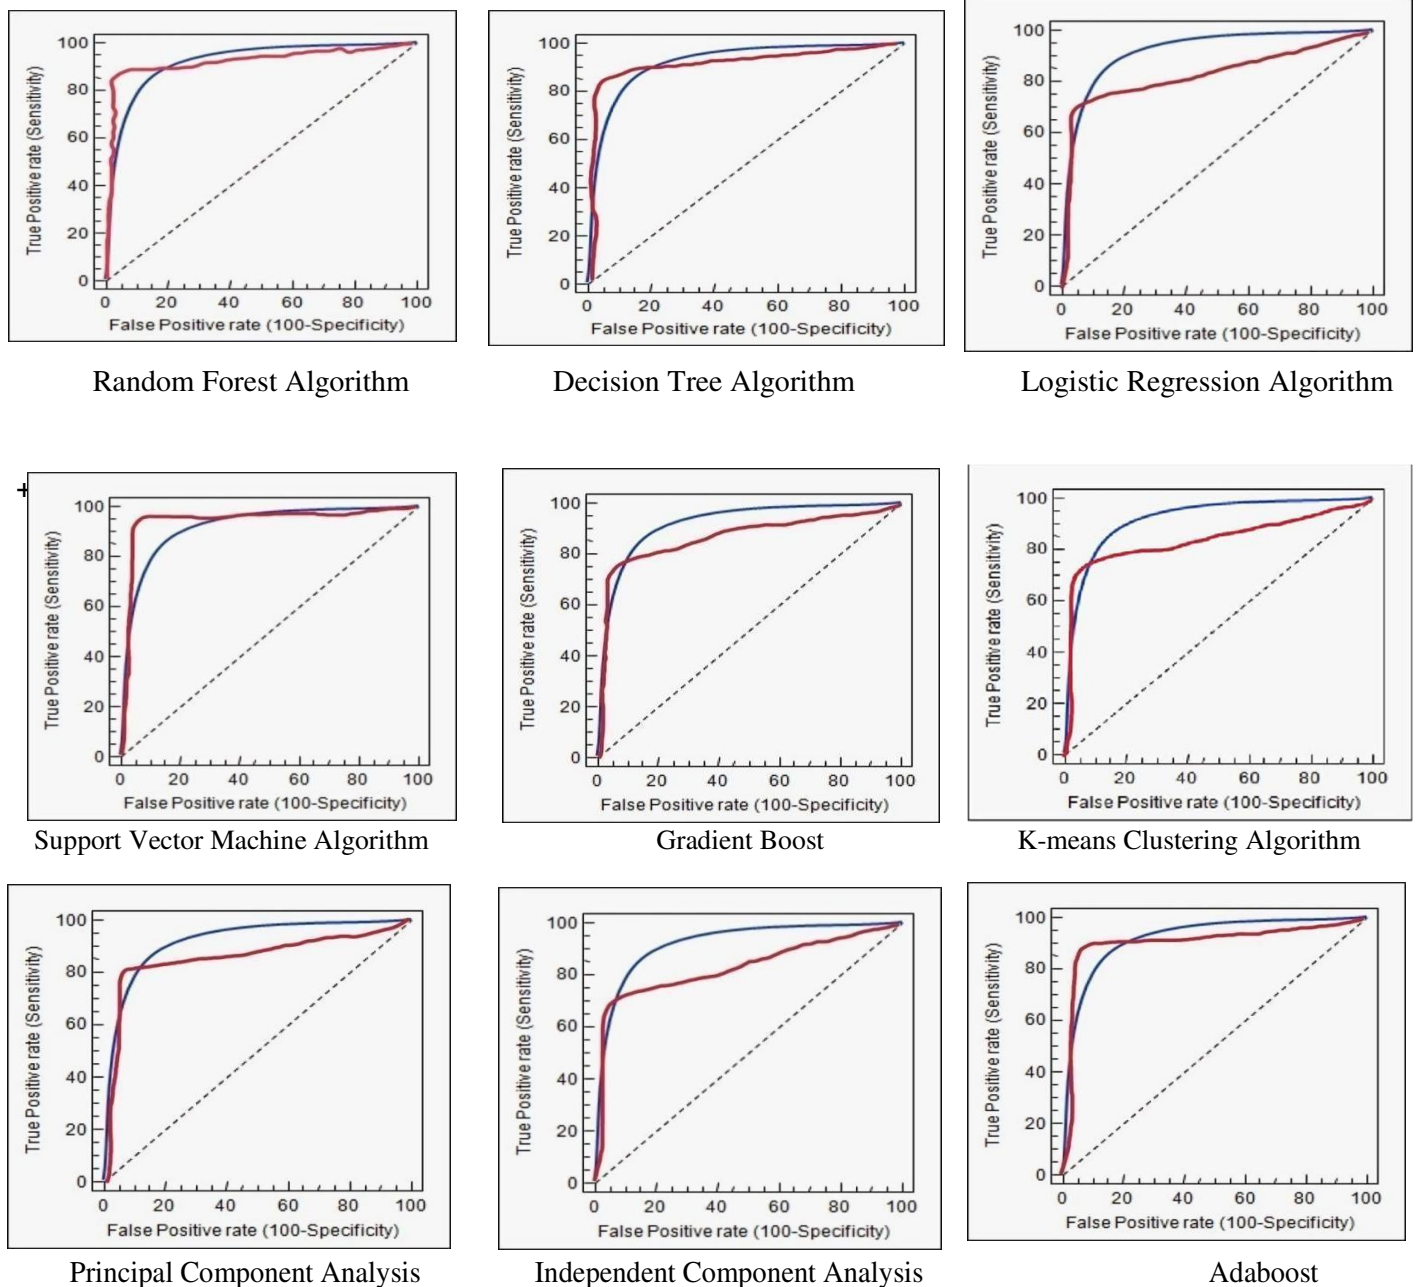 100
80
60
40
20
0
True Positive rate (Sensitivity)
0 20 40 60 80 100
False Positive rate (100-Specificity)
Random Forest Algorithm
100
80
60
40
20
0
True Positive rate (Sensitivity)
0 20 40 60 80 100
False Positive rate (100-Specificity)
Decision Tree Algorithm
100
80
60
40
20
0
True Positive rate (Sensitivity)
0 20 40 60 80 100
False Positive rate (100-Specificity)
Logistic Regression Algorithm
+
100
80
60
40
20
0
True Positive rate (Sensitivity)
0 20 40 60 80 100
False Positive rate (100-Specificity)
Support Vector Machine Algorithm
100
80
60
40
20
0
True Positive rate (Sensitivity)
0 20 40 60 80 100
False Positive rate (100-Specificity)
Gradient Boost
100
80
60
40
20
0
True Positive rate (Sensitivity)
0 20 40 60 80 100
False Positive rate (100-Specificity)
K-means Clustering Algorithm
100
80
60
40
20
0
True Positive rate (Sensitivity)
0 20 40 60 80 100
False Positive rate (100-Specificity)
Principal Component Analysis
100
80
60
40
20
0
True Positive rate (Sensitivity)
0 20 40 60 80 100
False Positive rate (100-Specificity)
Independent Component Analysis
100
80
60
40
20
0
True Positive rate (Sensitivity)
0 20 40 60 80 100
False Positive rate (100-Specificity)
Adaboost